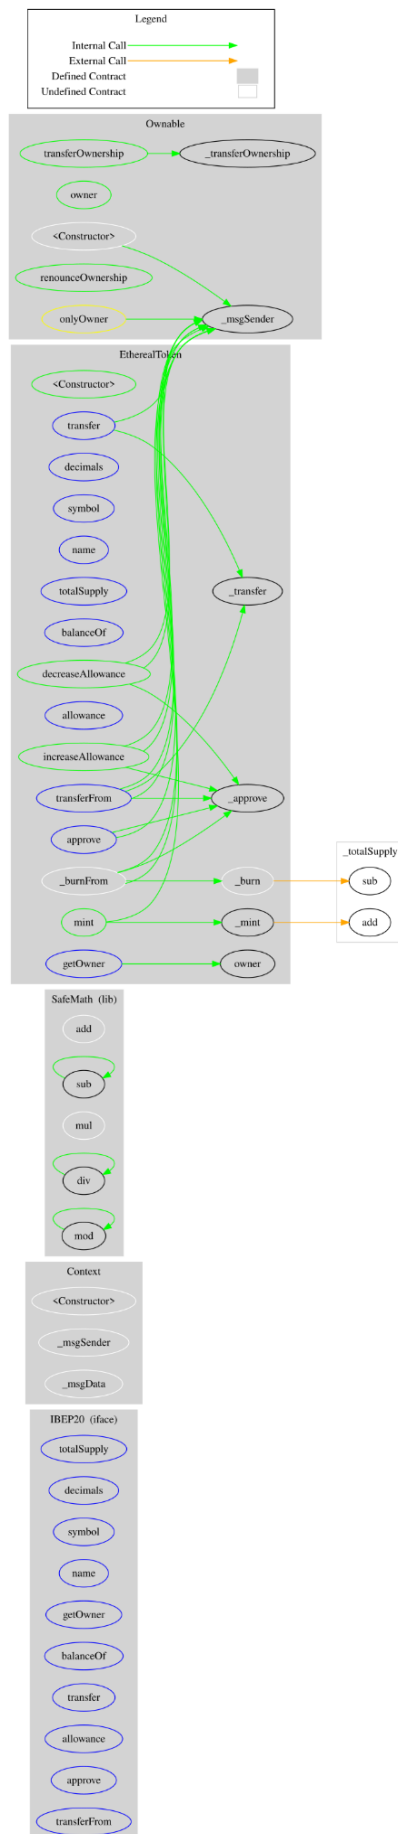 Legend
Internal Call
External Call
Defined Contract
Undefined Contract
Ownable
transferOwnership
_transferOwnership
owner
<Constructor>
renounceOwnership
onlyOwner
_msgSender
EtherealToken
<Constructor>
transfer
decimals
symbol
name
totalSupply
_transfer
balanceOf
decreaseAllowance
allowance
increaseAllowance
transferFrom
_approve
approve
_totalSupply
_burnFrom
_burn
sub
mint
_mint
add
getOwner
owner
SafeMath (lib)
add
sub
mul
div
mod
Context
<Constructor>
_msgSender
_msgData
IBEP20 (iface)
totalSupply
decimals
symbol
name
getOwner
balanceOf
transfer
allowance
approve
transferFrom